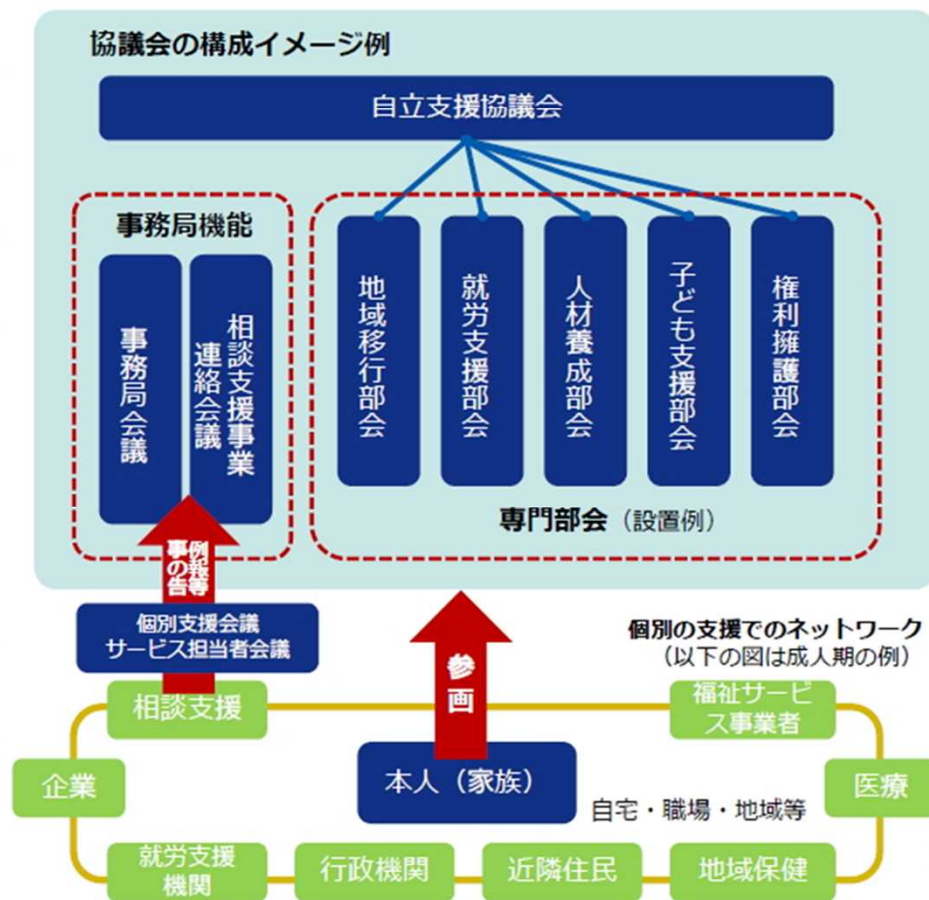 協議会の構成イメージ例
自立支援協議会
事務局機能
事務局会議
相談支援事業
連絡会議
地域移行部会
就労支援部会
人材養成部会
子ども支援部会
権利擁護部会
専門部会（設置例）
事例の報告等
個別支援会議
サービス担当者会議
参画
個別の支援でのネットワーク
（以下の図は成人期の例）
相談支援
福祉サービ
ス事業者
企業
本人（家族）
医療
自宅・職場・地域等
就労支援
機関
行政機関
近隣住民
地域保健